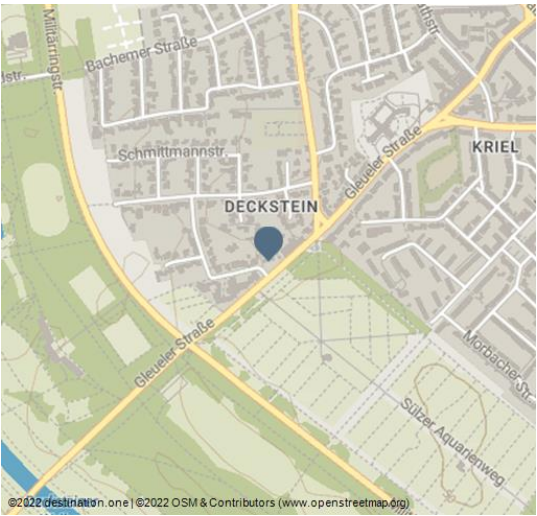 Militärringstr
Bachemer Straße
Schmittmannstr.
DECKSTEIN
Gleueler Straße
KRIEL
Gleueler Straße
Morbacher Str.
Sülzer Aquarienweg
©2022 destination.one | ©2022 OSM & Contributors (www.openstreetmap.org)